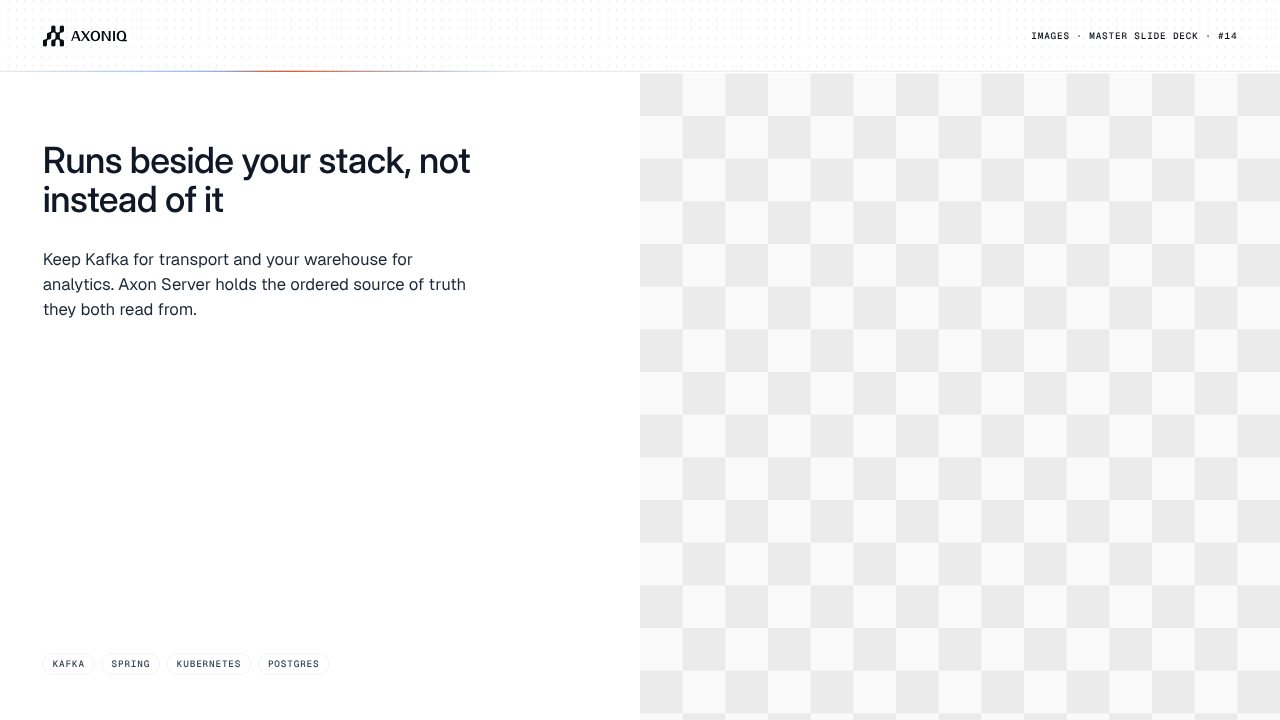 AXONIQ
IMAGES · MASTER SLIDE DECK · #14
Runs beside your stack, not
instead of it
Keep Kafka for transport and your warehouse for
analytics. Axon Server holds the ordered source of truth
they both read from.
KAFKA
SPRING
KUBERNETES
POSTGRES